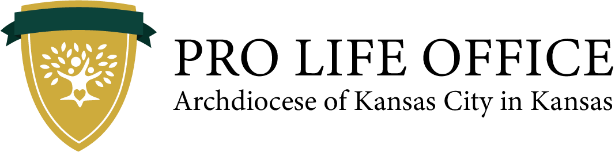 PRO LIFE OFFICE
Archdiocese of Kansas City in Kansas